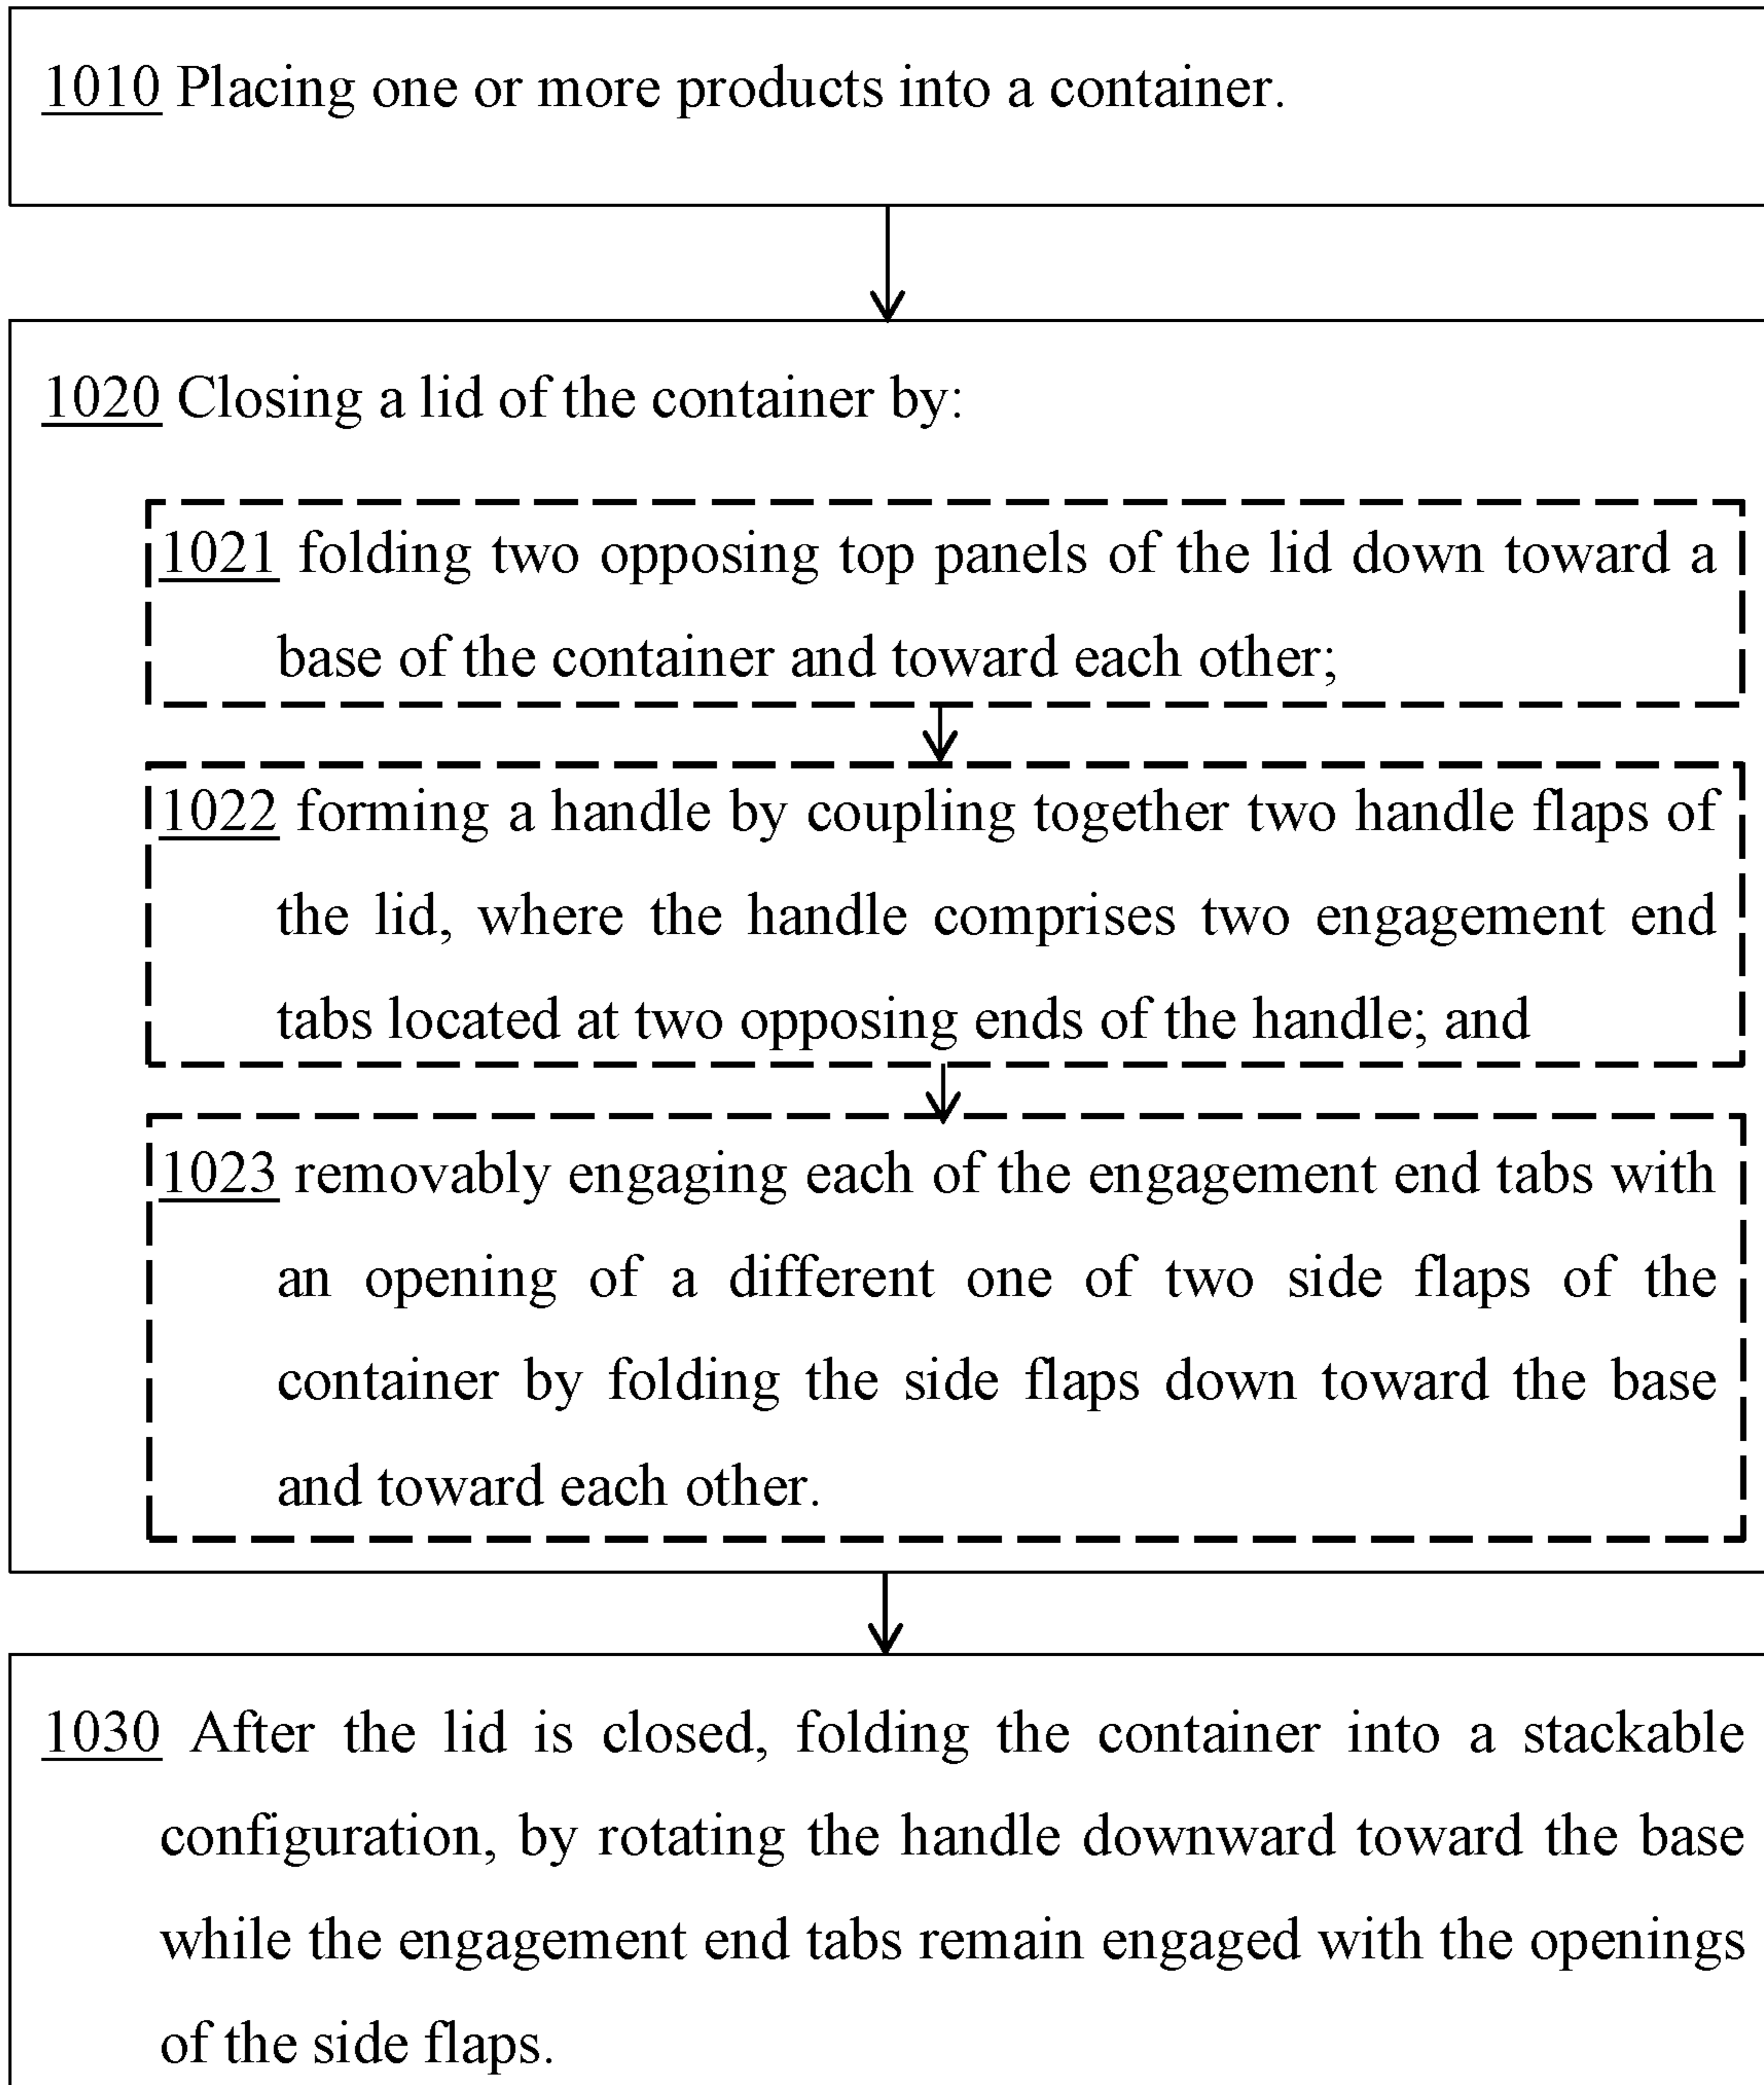 1010 Placing one or more products into a container.
1020 Closing a lid of the container by:
1021 folding two opposing top panels of the lid down toward a
base of the container and toward each other;
1022 forming a handle by coupling together two handle flaps of
the lid, where the handle comprises two engagement end
tabs located at two opposing ends of the handle; and
1023 removably engaging each of the engagement end tabs with
an opening of a different one of two side flaps of the
container by folding the side flaps down toward the base
and toward each other.
1030 After the lid is closed, folding the container into a stackable
configuration, by rotating the handle downward toward the base
while the engagement end tabs remain engaged with the openings
of the side flaps.